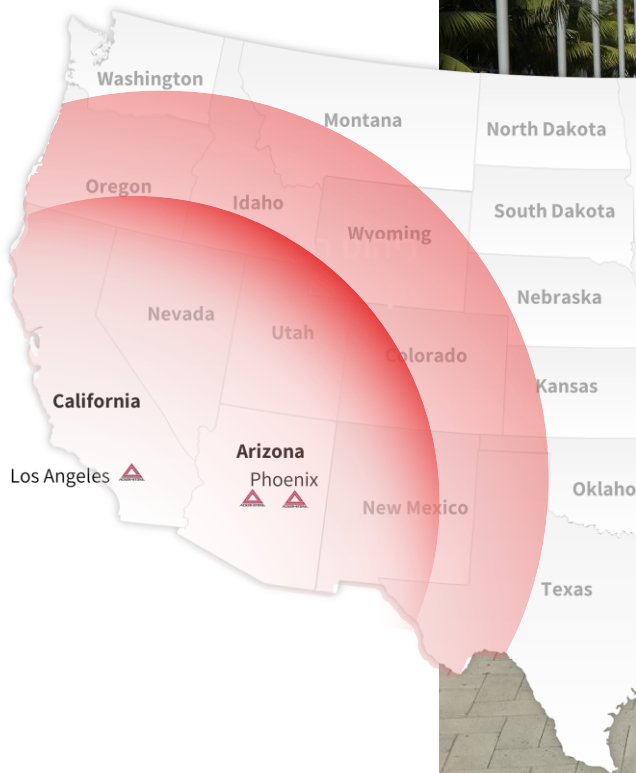 Washington
Montana
North Dakota
Oregon
Idaho
South Dakota
Wyoming
Nebraska
Nevada
Utah
Colorado
Kansas
California
Arizona
Los Angeles
Phoenix
Oklaho
New Mexico
Texas